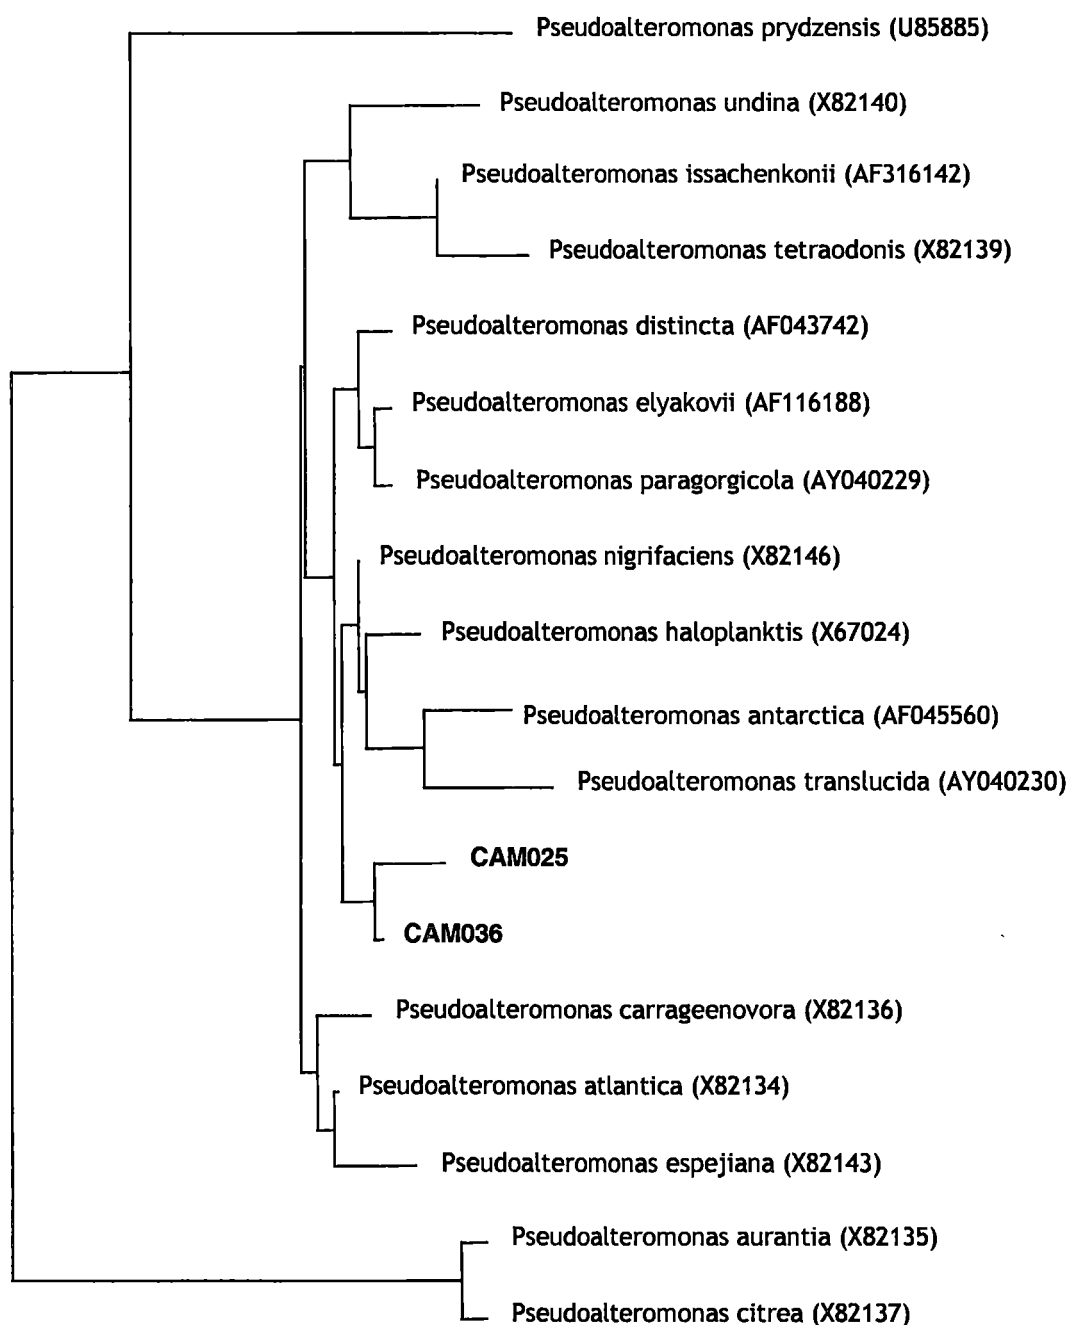 Pseudoalteromonas prydzensis (U85885)
Pseudoalteromonas undina (X82140)
Pseudoalteromonas issachenkonii (AF316142)
Pseudoalteromonas tetraodonis (X82139)
Pseudoalteromonas distincta (AF043742)
Pseudoalteromonas elyakovii (AF116188)
Pseudoalteromonas paragorgicola (AY040229)
Pseudoalteromonas nigrifaciens (X82146)
Pseudoalteromonas haloplanktis (X67024)
Pseudoalteromonas antarctica (AF045560)
Pseudoalteromonas translucida (AY040230)
CAM025
CAM036
Pseudoalteromonas carrageenovora (X82136)
Pseudoalteromonas atlantica (X82134)
Pseudoalteromonas espejiana (X82143)
Pseudoalteromonas aurantia (X82135)
Pseudoalteromonas citrea (X82137)